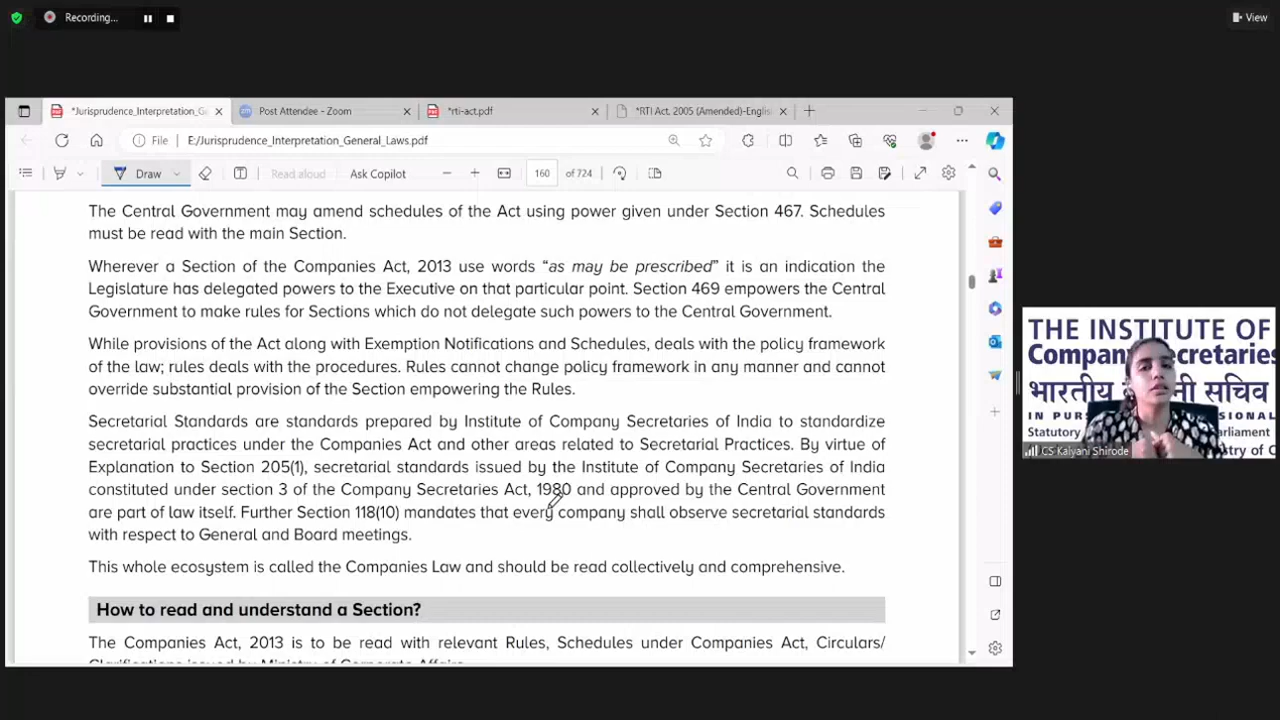 Recording...
View
*Jurisprudence_Interpretation_Ge
Post Attendee - Zoom
*rti-act.pdf
*RTI Act, 2005 (Amended)-Englis
File
E:/Jurisprudence_Interpretation_General_Laws.pdf
Draw
Read aloud
Ask Copilot
160
of 724
The Central Government may amend schedules of the Act using power given under Section 467. Schedules
must be read with the main Section.
Wherever a Section of the Companies Act, 2013 use words “as may be prescribed” it is an indication the
Legislature has delegated powers to the Executive on that particular point. Section 469 empowers the Central
Government to make rules for Sections which do not delegate such powers to the Central Government.
While provisions of the Act along with Exemption Notifications and Schedules, deals with the policy framework
of the law; rules deals with the procedures. Rules cannot change policy framework in any manner and cannot
override substantial provision of the Section empowering the Rules.
Secretarial Standards are standards prepared by Institute of Company Secretaries of India to standardize
secretarial practices under the Companies Act and other areas related to Secretarial Practices. By virtue of
Explanation to Section 205(1), secretarial standards issued by the Institute of Company Secretaries of India
constituted under section 3 of the Company Secretaries Act, 1980 and approved by the Central Government
are part of law itself. Further Section 118(10) mandates that every company shall observe secretarial standards
with respect to General and Board meetings.
This whole ecosystem is called the Companies Law and should be read collectively and comprehensive.
How to read and understand a Section?
The Companies Act, 2013 is to be read with relevant Rules, Schedules under Companies Act, Circulars/
Clarifications issued by Ministry of Corporate Affairs.
THE INSTITUTE OF
Company Secretaries
भारतीय सचिव
IN PUR
Statutory
CS Kalyani Shirode